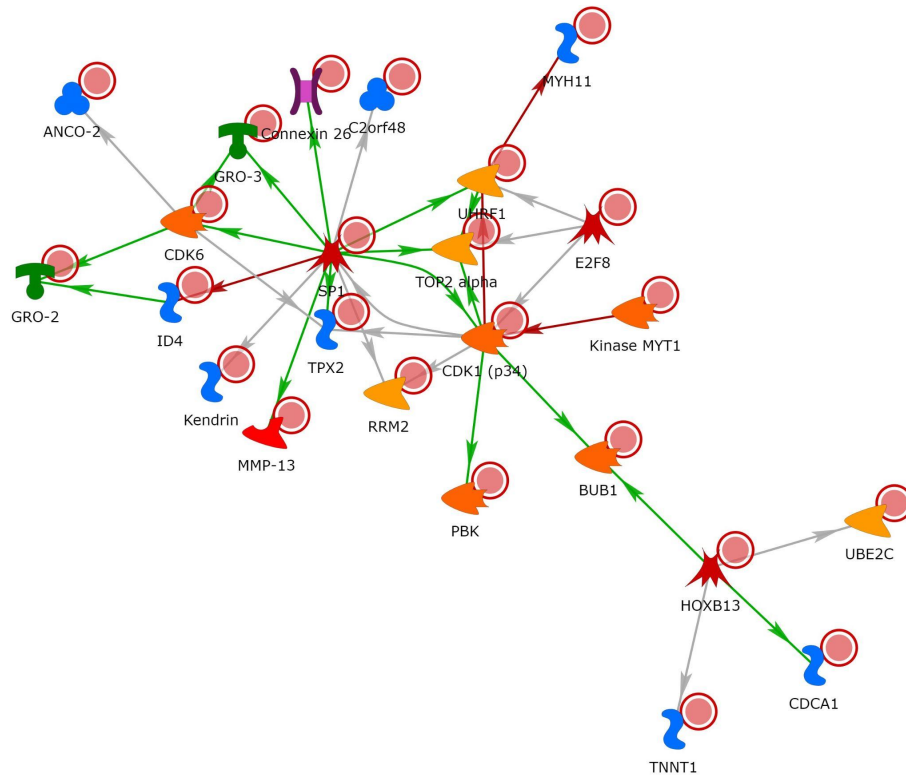 MYH11
ANCO-2
Connexin 26
C2orf48
GRO-3
UHRF1
CDK6
E2F8
TOP2 alpha
SP1
GRO-2
ID4
Kinase MYT1
TPX2
CDK1 (p34)
Kendrin
RRM2
MMP-13
BUB1
PBK
UBE2C
HOXB13
CDCA1
TNNT1